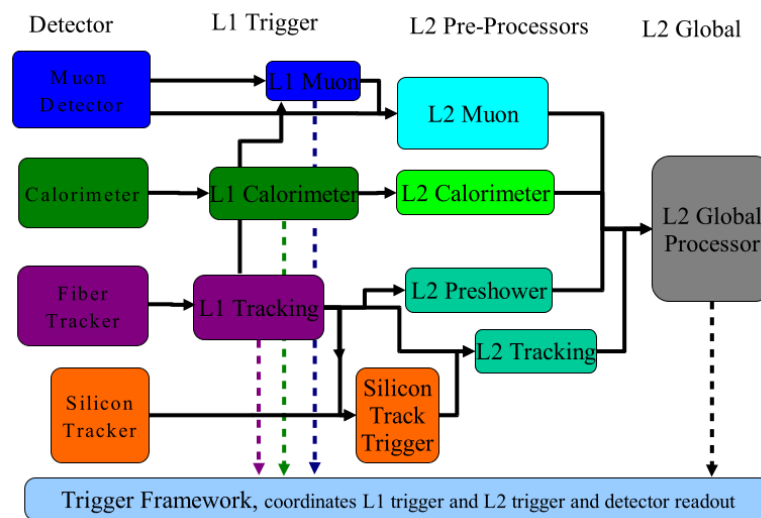 Detector
L1 Trigger
L2 Pre-Processors
L2 Global
Muon
Detector
L1 Muon
L2 Muon
Calorimeter
L1 Calorimeter
L2 Calorimeter
L2 Global
Processor
Fiber
Tracker
L1 Tracking
L2 Preshower
L2 Tracking
Silicon
Tracker
Silicon
Track
Trigger
Trigger Framework, coordinates L1 trigger and L2 trigger and detector readout